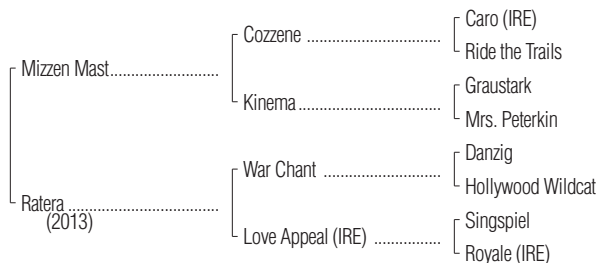 Caro (IRE)
Cozzene ........................................
Ride the Trails
Mizzen Mast................................
Graustark
Kinema..........................................
Mrs. Peterkin
Danzig
War Chant ...................................
Hollywood Wildcat
Ratera ............................................
(2013)
Singspiel
Love Appeal (IRE) ....................
Royale (IRE)